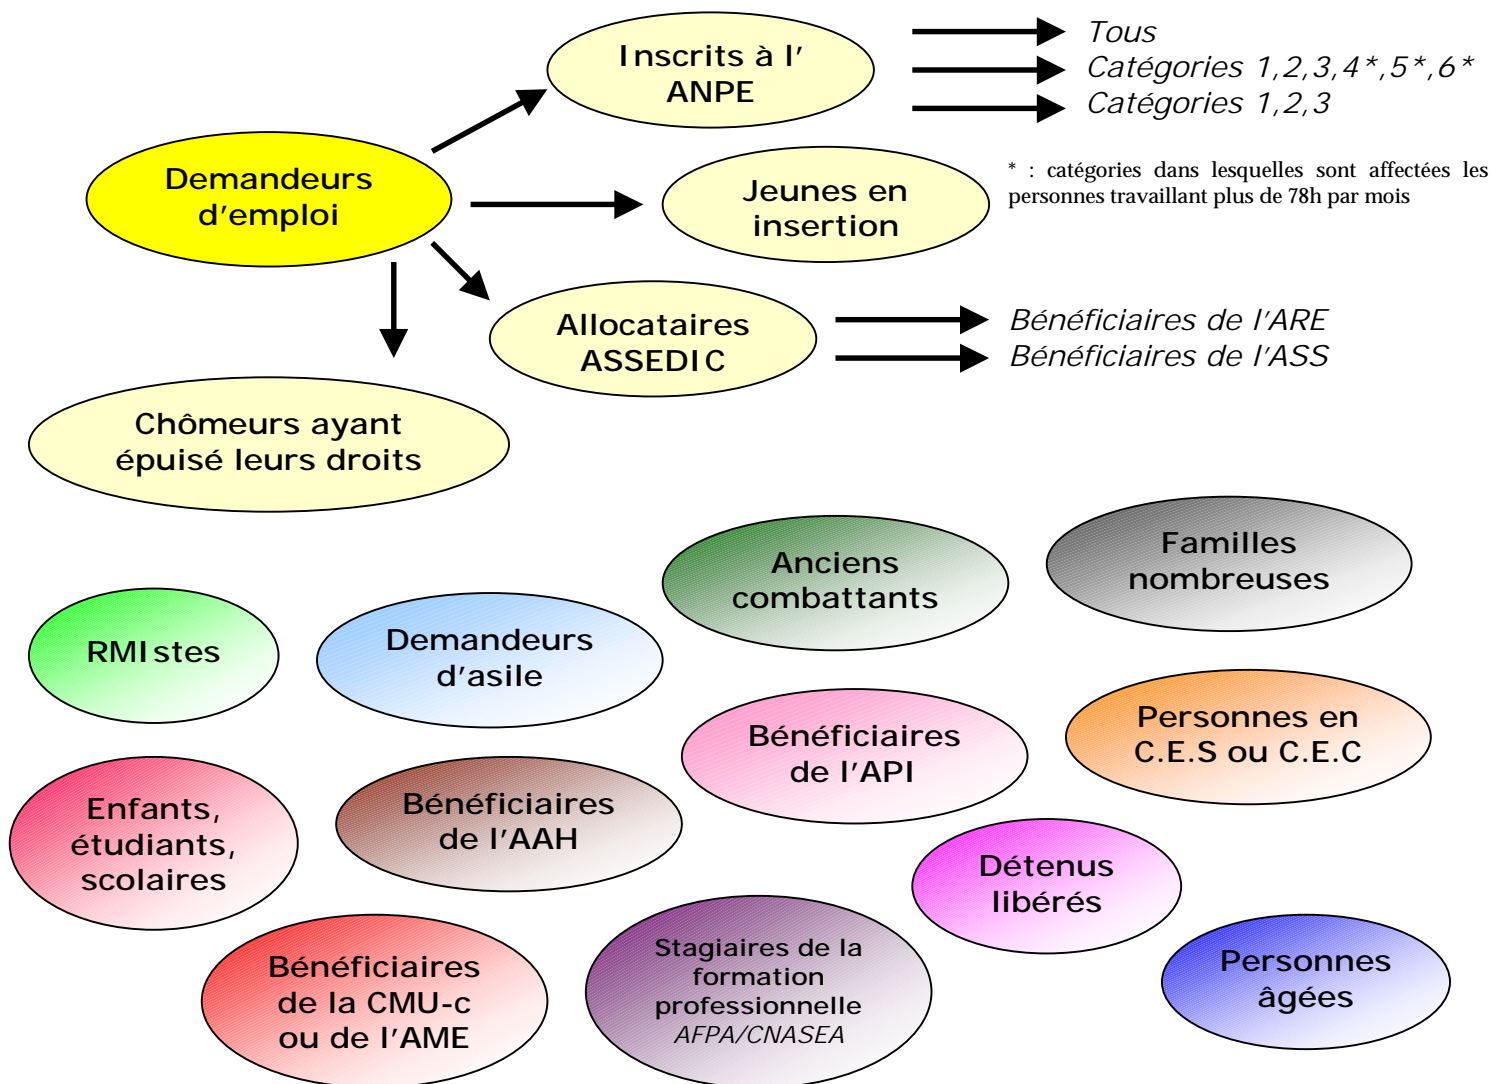 Inscrits à l'
ANPE
Tous
Catégories 1,2,3,4*,5*,6*
Catégories 1,2,3
Demandeurs
d'emploi
Jeunes en
insertion
* : catégories dans lesquelles sont affectées les
personnes travaillant plus de 78h par mois
Allocataires
ASSEDIC
Bénéficiaires de l'ARE
Bénéficiaires de l'ASS
Chômeurs ayant
épuisé leurs droits
Anciens
combattants
Familles
nombreuses
RMIstes
Demandeurs
d'asile
Bénéficiaires
de l'API
Personnes en
C.E.S ou C.E.C
Enfants,
étudiants,
scolaires
Bénéficiaires
de l'AAH
Détenus
libérés
Bénéficiaires
de la CMU-c
ou de l'AME
Stagiaires de la
formation
professionnelle
AFPA/CNASEA
Personnes
âgées